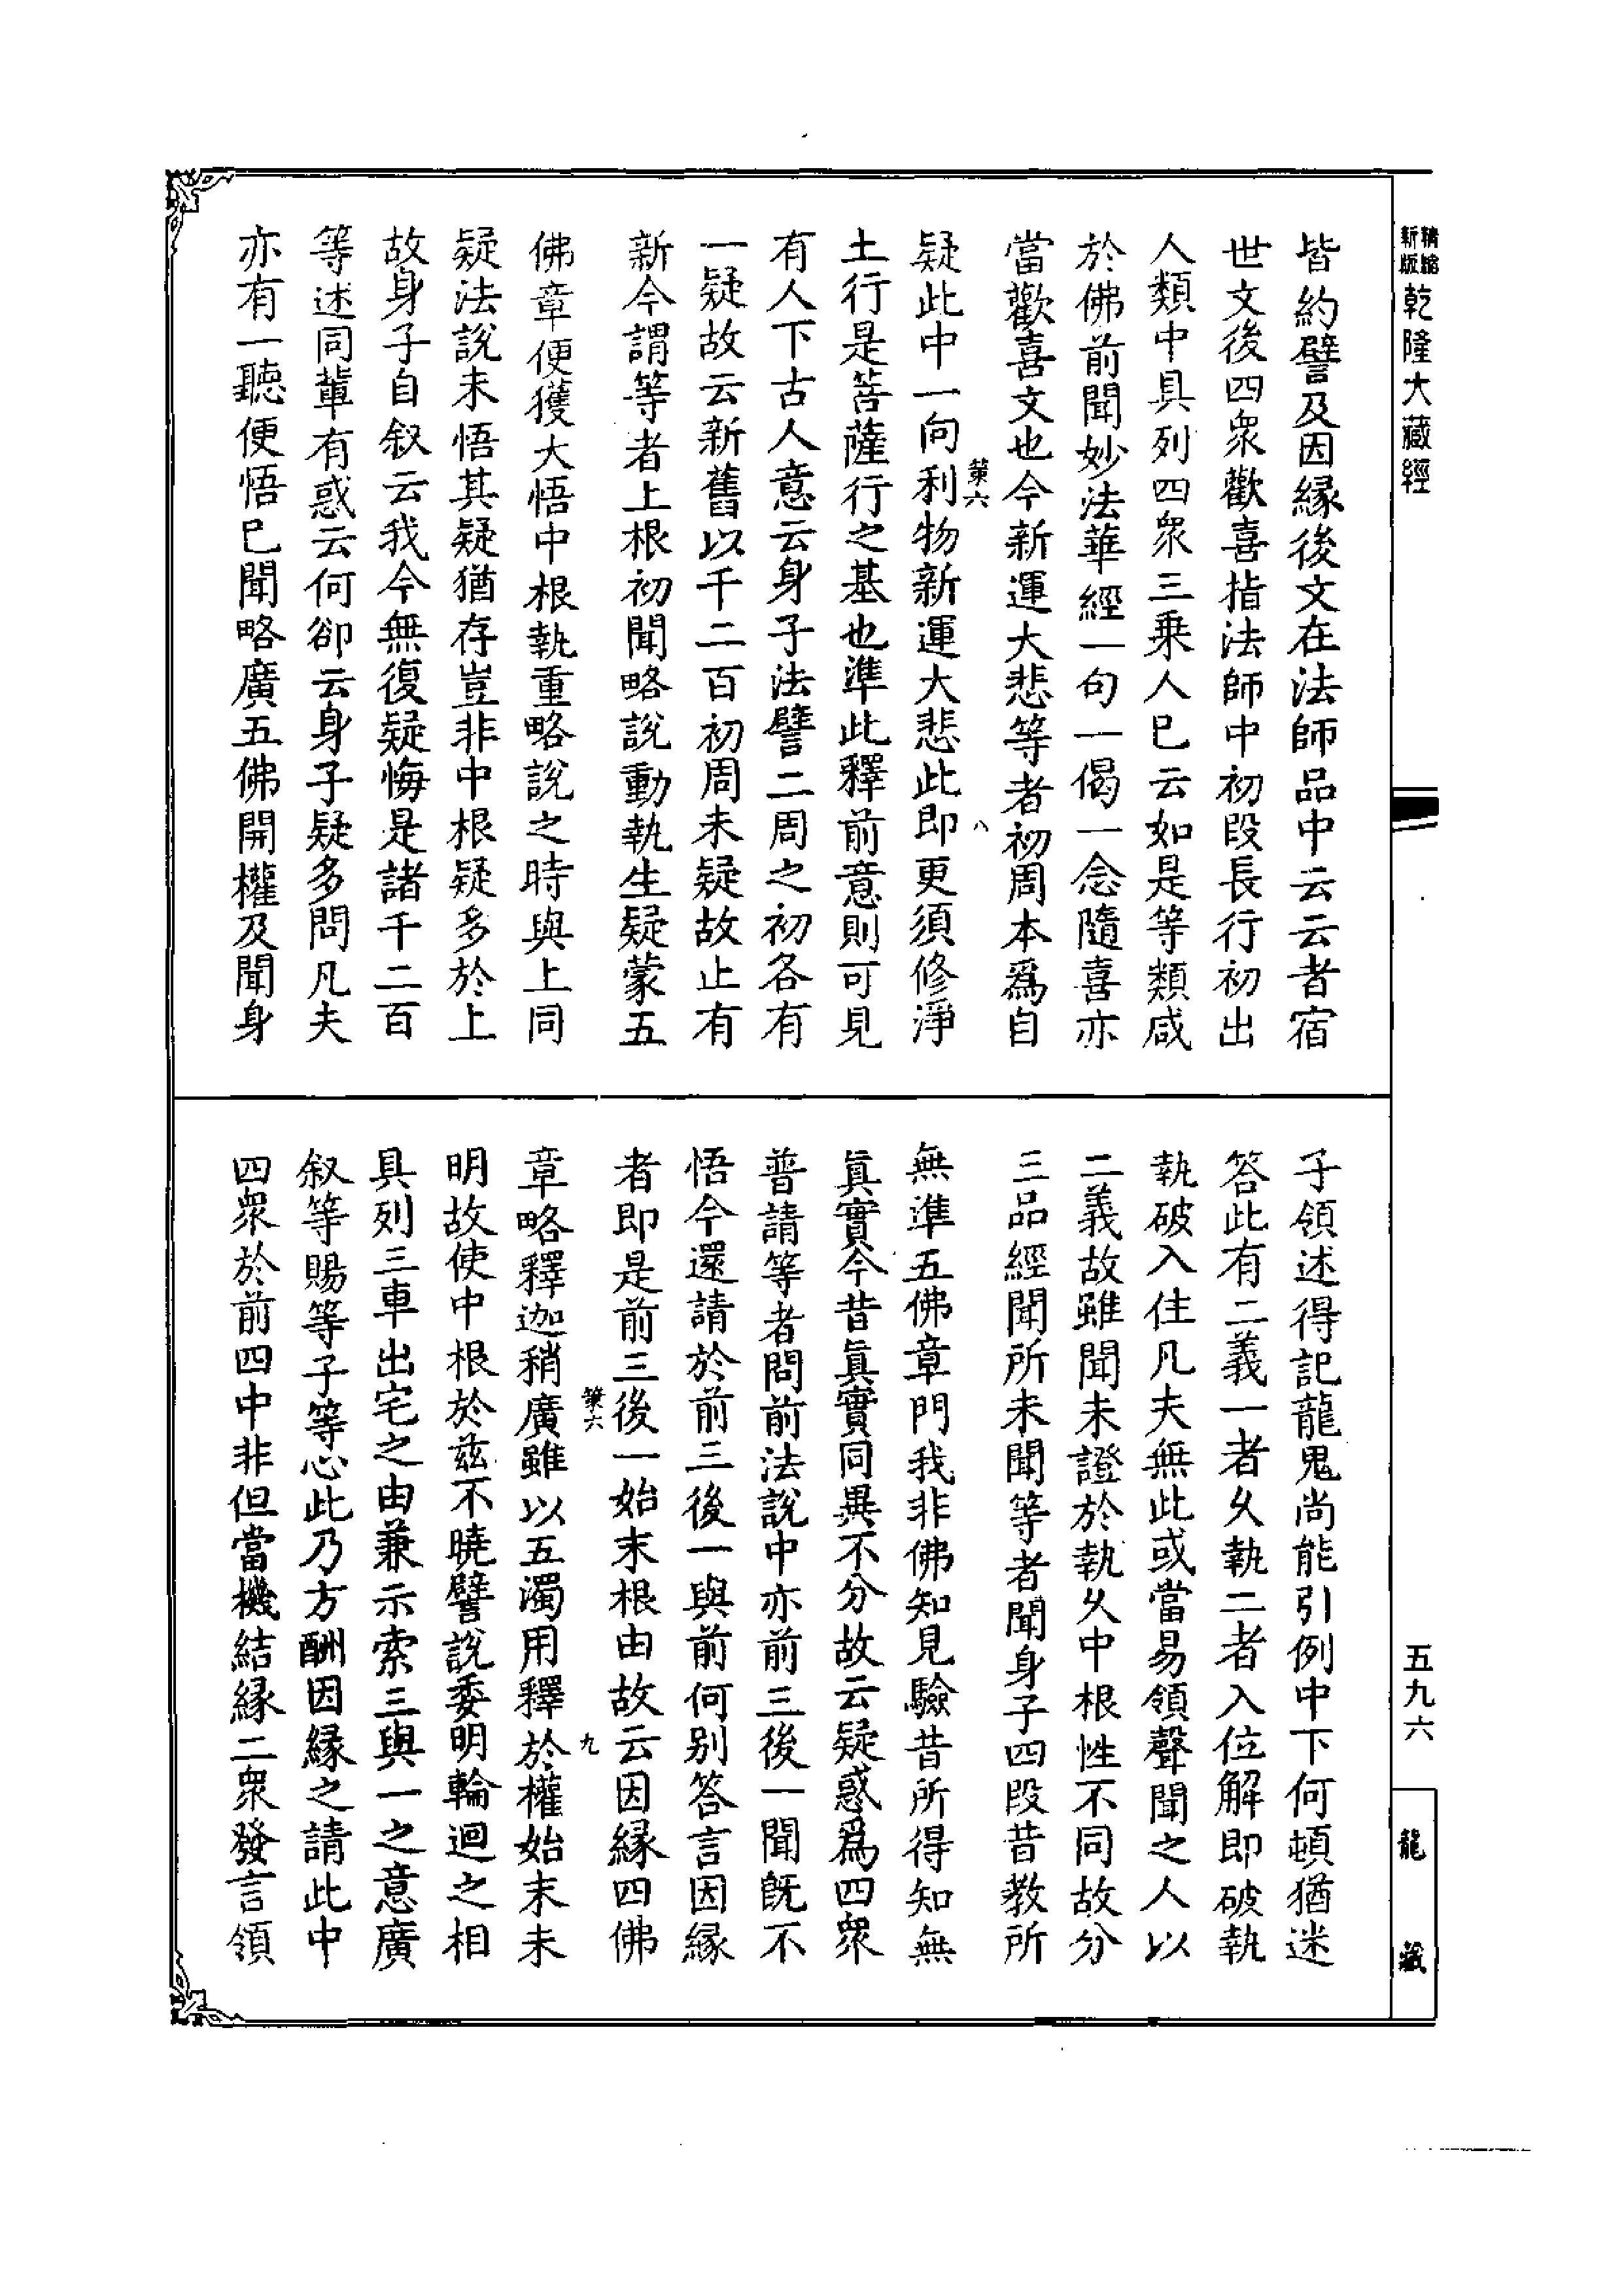 精縮新版乾隆大藏經
皆約譬及因緣後文在法師品中云云者宿
世文後四衆歡喜指法師中初段長行初出
人類中具列四衆三乘人巳云如是等類咸
於佛前聞妙法華經一句一偈一念隨喜亦
當歡喜文也今新運大悲等者初周本爲自
疑此中一向利物新運大悲此即更須修淨
土行是菩薩行之基也準此釋前意則可見
有人下古人意云身子法譬二周之初各有
一疑故云新舊以千二百初周未疑故止有
新今謂等者上根初聞略說動執生疑蒙五
佛章便獲大悟中根執重略說之時與上同
疑法說未悟其疑猶存豈非中根疑多於上
故身子自叙云我今無復疑悔是諸千二百
等述同輩有惑云何卻云身子疑多問凡夫
亦有一聽便悟巳聞略廣五佛開權及聞身
第六
八
子領述得記龍鬼尚能引例中下何頓猶迷
答此有二義一者久執二者入位解即破執
執破入住凡夫無此或當易領聲聞之人以
二義故雖聞未證於執久中根性不同故分
三品經聞所未聞等者聞身子四段昔教所
無準五佛章門我非佛知見驗昔所得知無
眞實今昔眞實同異不分故云疑惑爲四衆
普請等者問前法說中亦前三後一聞旣不
悟今還請於前三後一與前何别答言因緣
者即是前三後一始末根由故云因緣四佛
章略釋迦稍廣雖以五濁用釋於權始末未
明故使中根於兹不曉譬說委明輪迴之相
具列三車出宅之由兼示索三與一之意廣
叙等賜等子等心此乃方酬因緣之請此中
四衆於前四中非但當機結緣二衆發言領
第六
九
五九六
龍藏